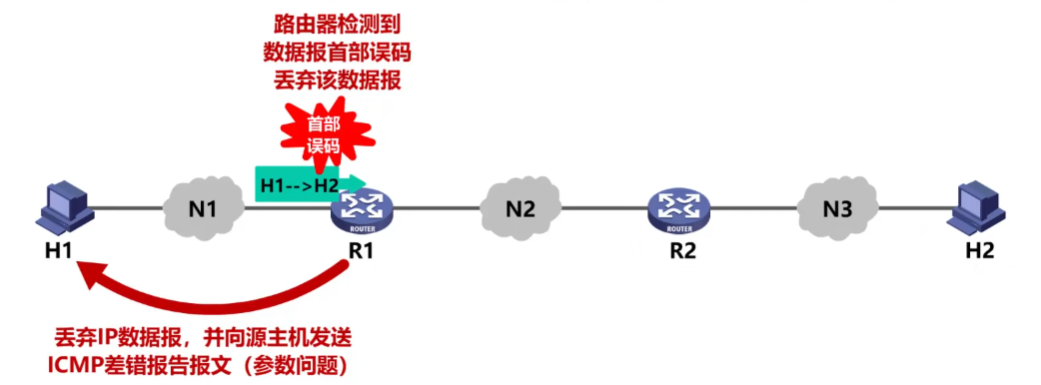 路由器检测到
数据报首部误码
丢弃该数据报
首部
误码
H1-->H2
N1
N2
N3
ROUTER
ROUTER
H1
R1
R2
H2
丢弃IP数据报，并向源主机发送
ICMP差错报告报文（参数问题）